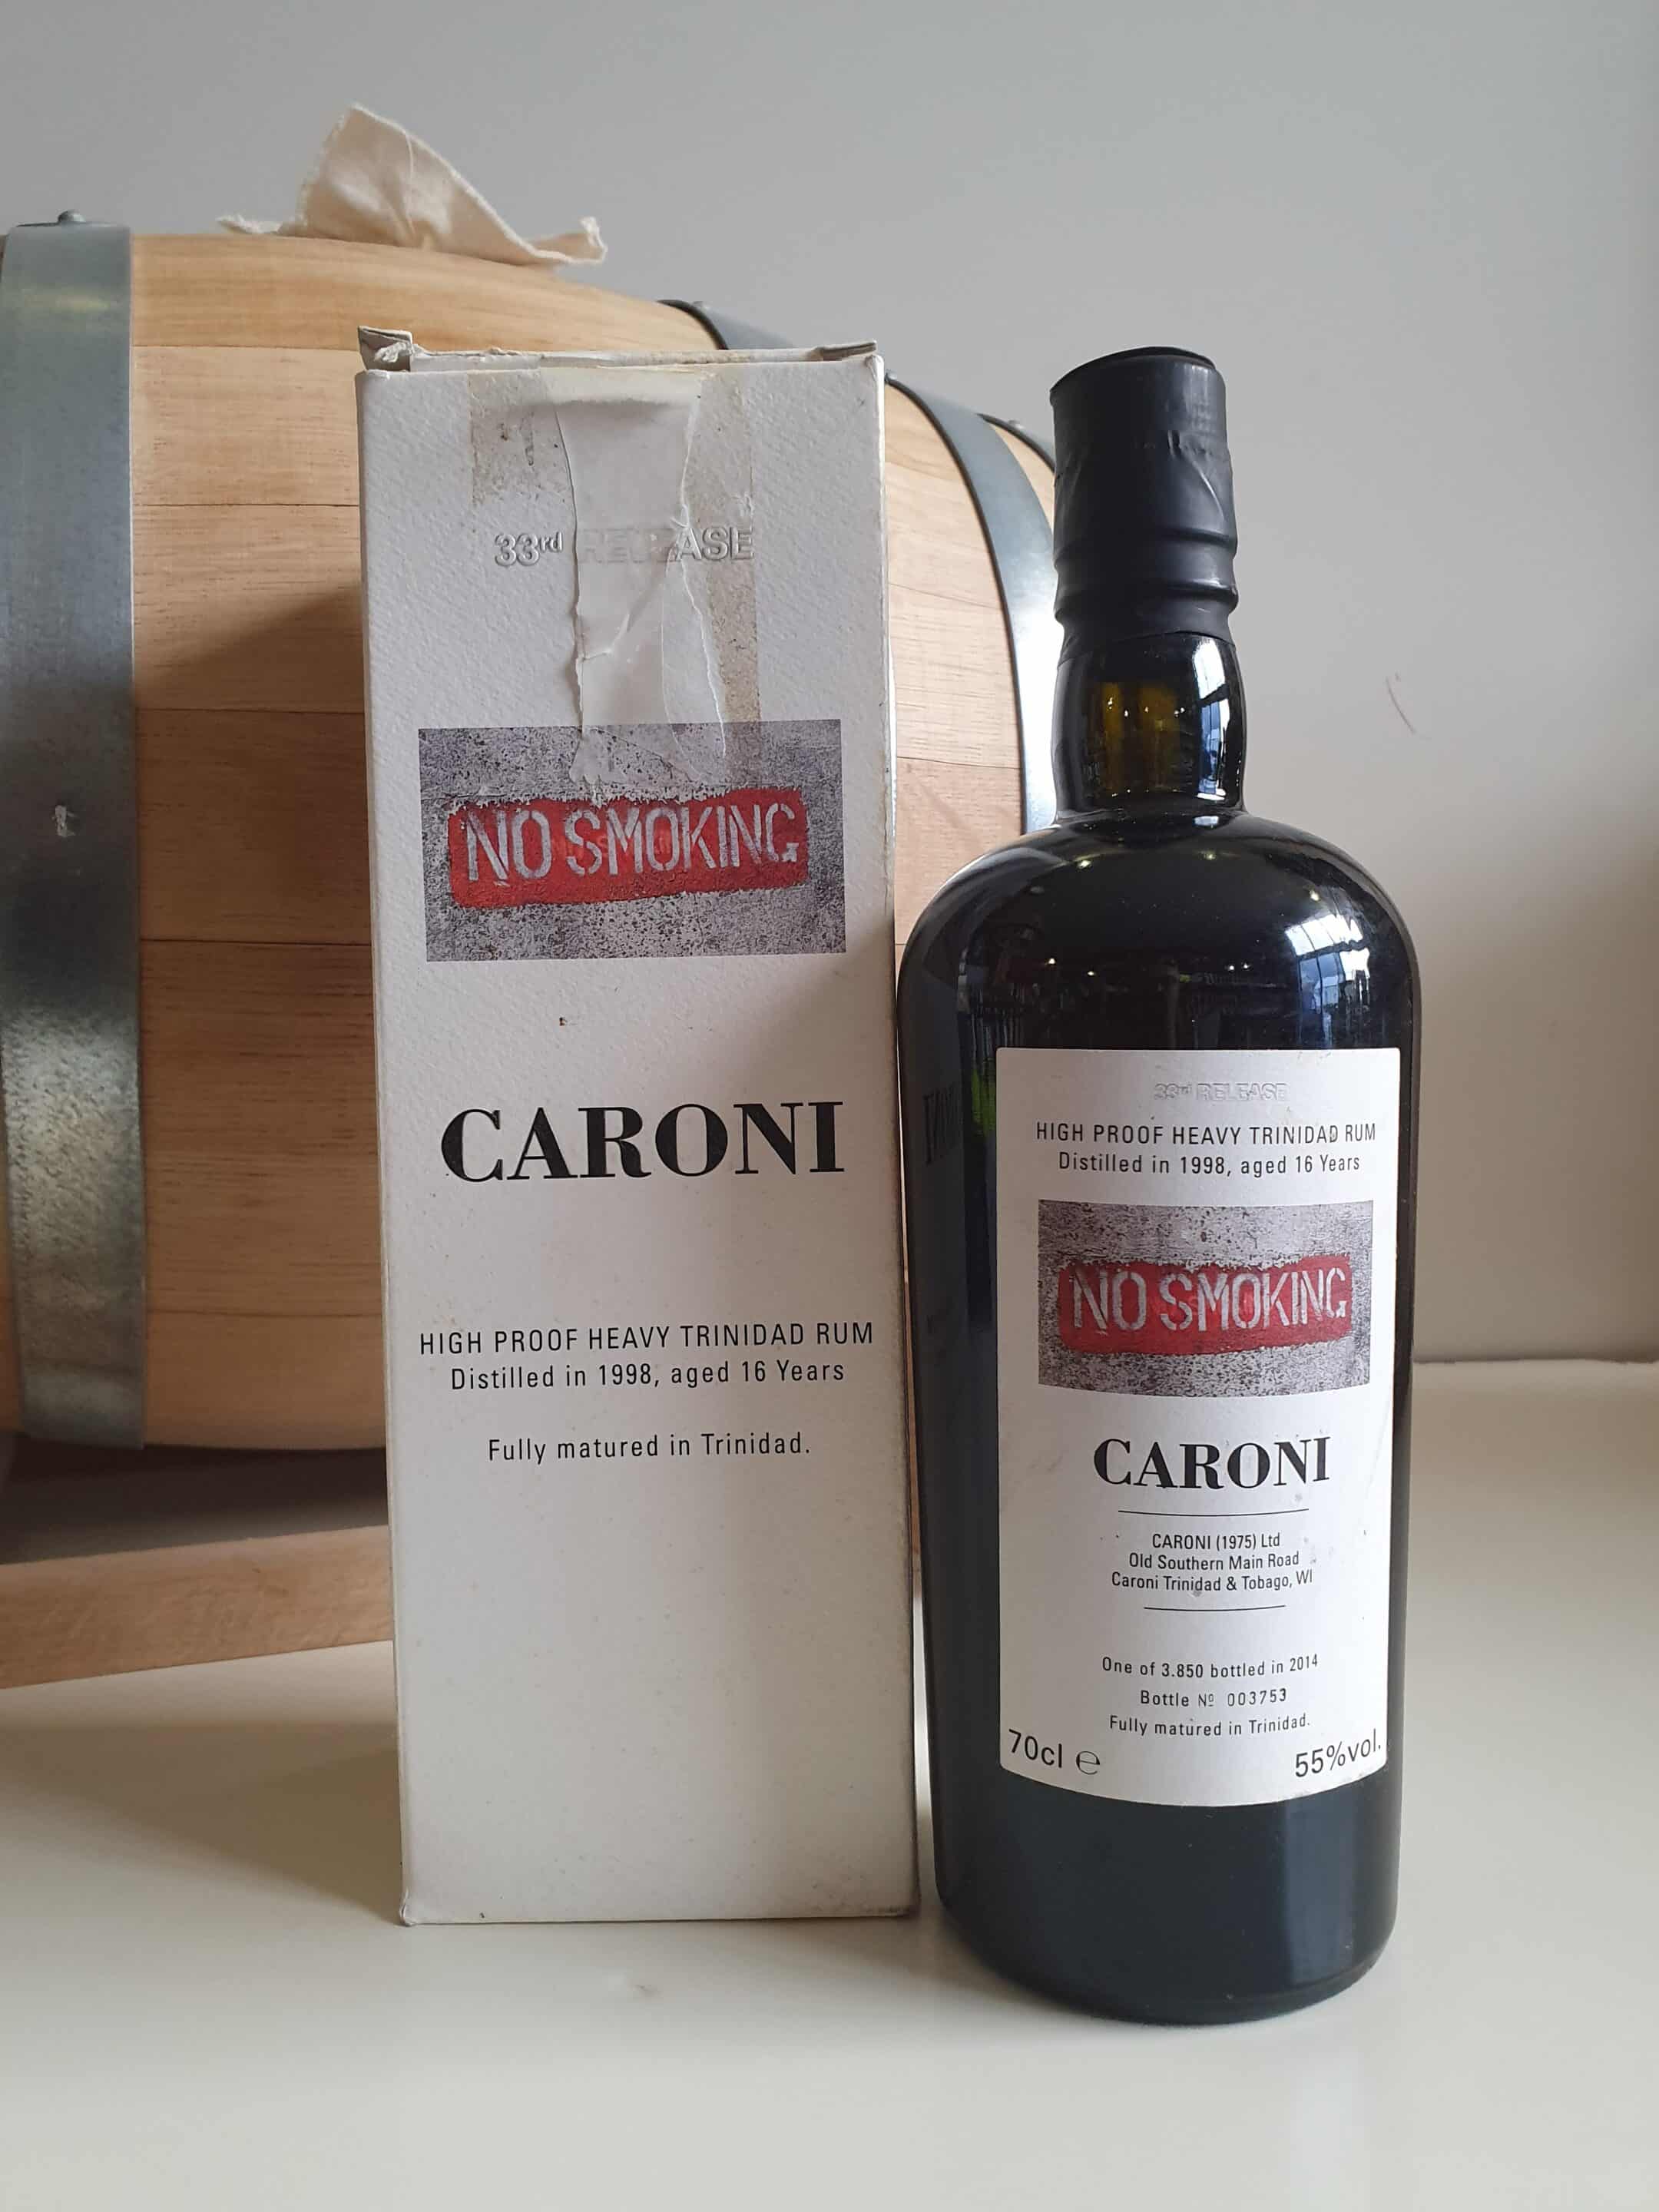 33rd RELEASE
NO SMOKING
CARONI
HIGH PROOF HEAVY TRINIDAD RUM
Distilled in 1998, aged 16 Years
Fully matured in Trinidad.
33rd RELEASE
HIGH PROOF HEAVY TRINIDAD RUM
Distilled in 1998, aged 16 Years
NO SMOKING
CARONI
CARONI (1975) Ltd
Old Southern Main Road
Caroni Trinidad & Tobago, WI
One of 3.850 bottled in 2014
Bottle Nº 003753
Fully matured in Trinidad.
70cl ℮ 55%vol.